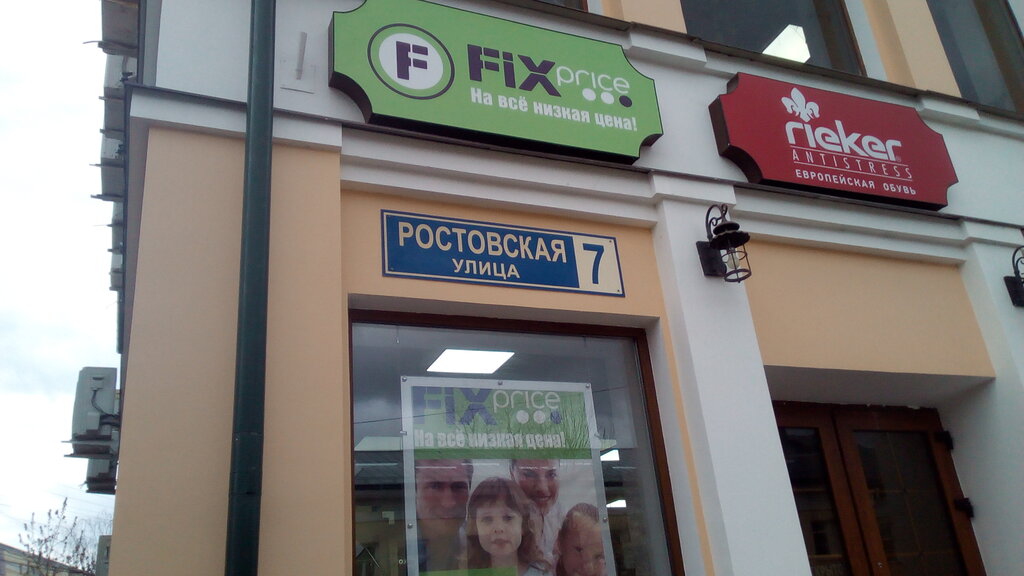 F
FiX price
На всё низкая цена!
rieker
ANTISTRESS
ЕВРОПЕЙСКАЯ ОБУВЬ
РОСТОВСКАЯ
УЛИЦА
7
FiX price
На всё низкая цена!